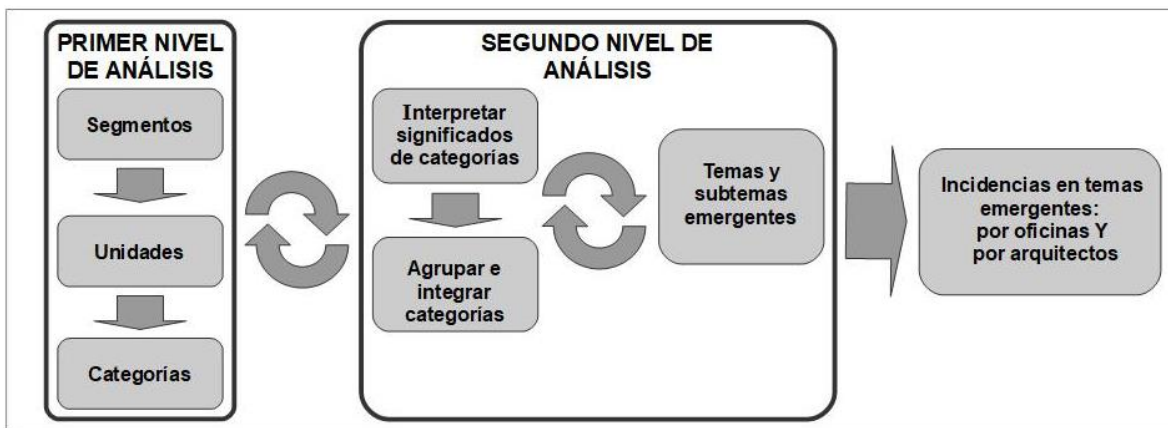 PRIMER NIVEL
DE ANÁLISIS
Segmentos
Unidades
Categorías
SEGUNDO NIVEL DE
ANÁLISIS
Interpretar
significados
de categorías
Agrupar e
integrar
categorías
Temas y
subtemas
emergentes
Incidencias en temas
emergentes:
por oficinas Y
por arquitectos